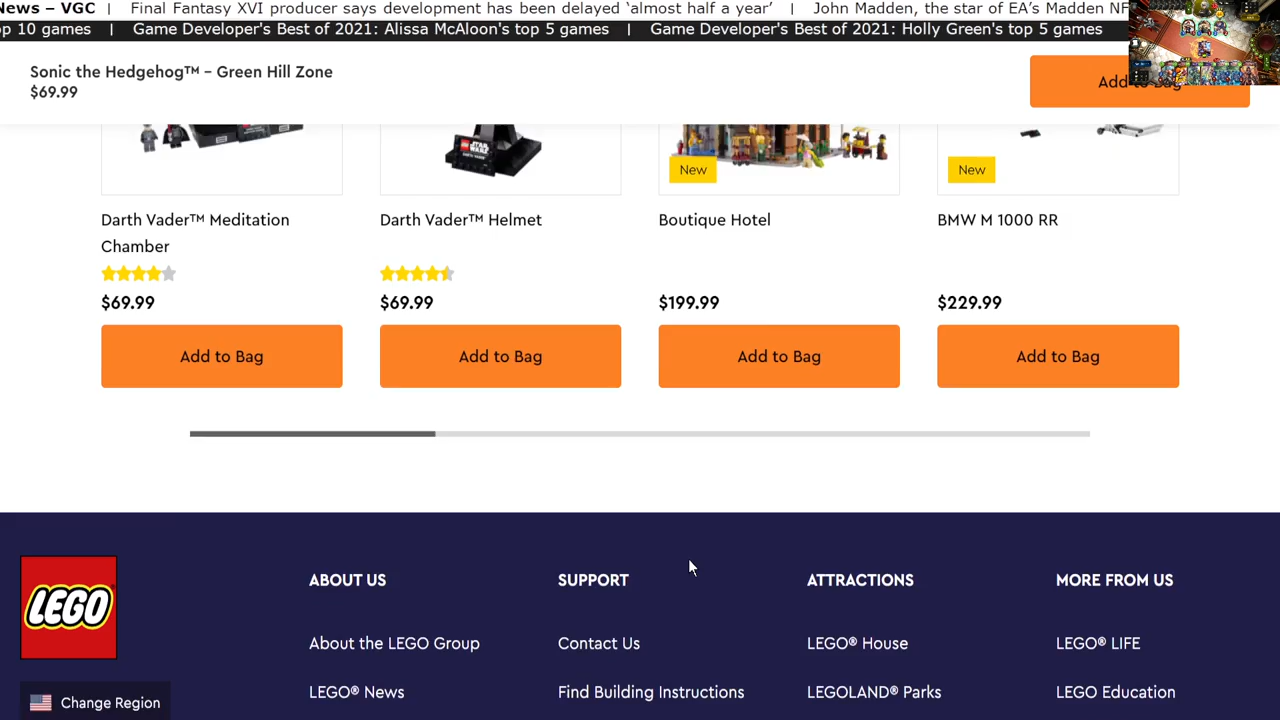 News – VGC | Final Fantasy XVI producer says development has been delayed ‘almost half a year’ | John Madden, the star of EA’s Madden NF
op 10 games | Game Developer's Best of 2021: Alissa McAloon's top 5 games | Game Developer's Best of 2021: Holly Green's top 5 games
Sonic the Hedgehog™ – Green Hill Zone
$69.99
Add to Bag
STAR WARS
New
New
Darth Vader™ Meditation Chamber
Darth Vader™ Helmet
Boutique Hotel
BMW M 1000 RR
$69.99
$69.99
$199.99
$229.99
Add to Bag
Add to Bag
Add to Bag
Add to Bag
LEGO
ABOUT US
SUPPORT
ATTRACTIONS
MORE FROM US
About the LEGO Group
Contact Us
LEGO® House
LEGO® LIFE
LEGO® News
Find Building Instructions
LEGOLAND® Parks
LEGO Education
Change Region